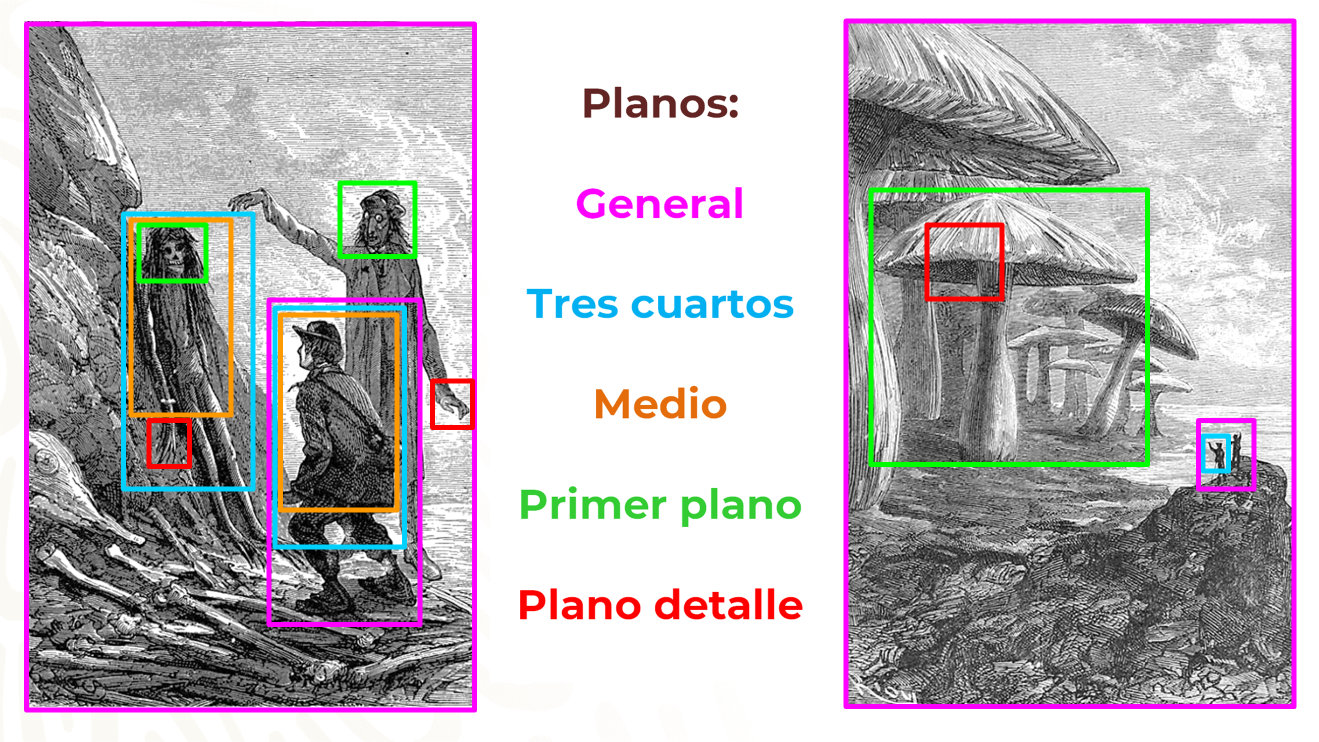 Planos:
General
Tres cuartos
Medio
Primer plano
Plano detalle